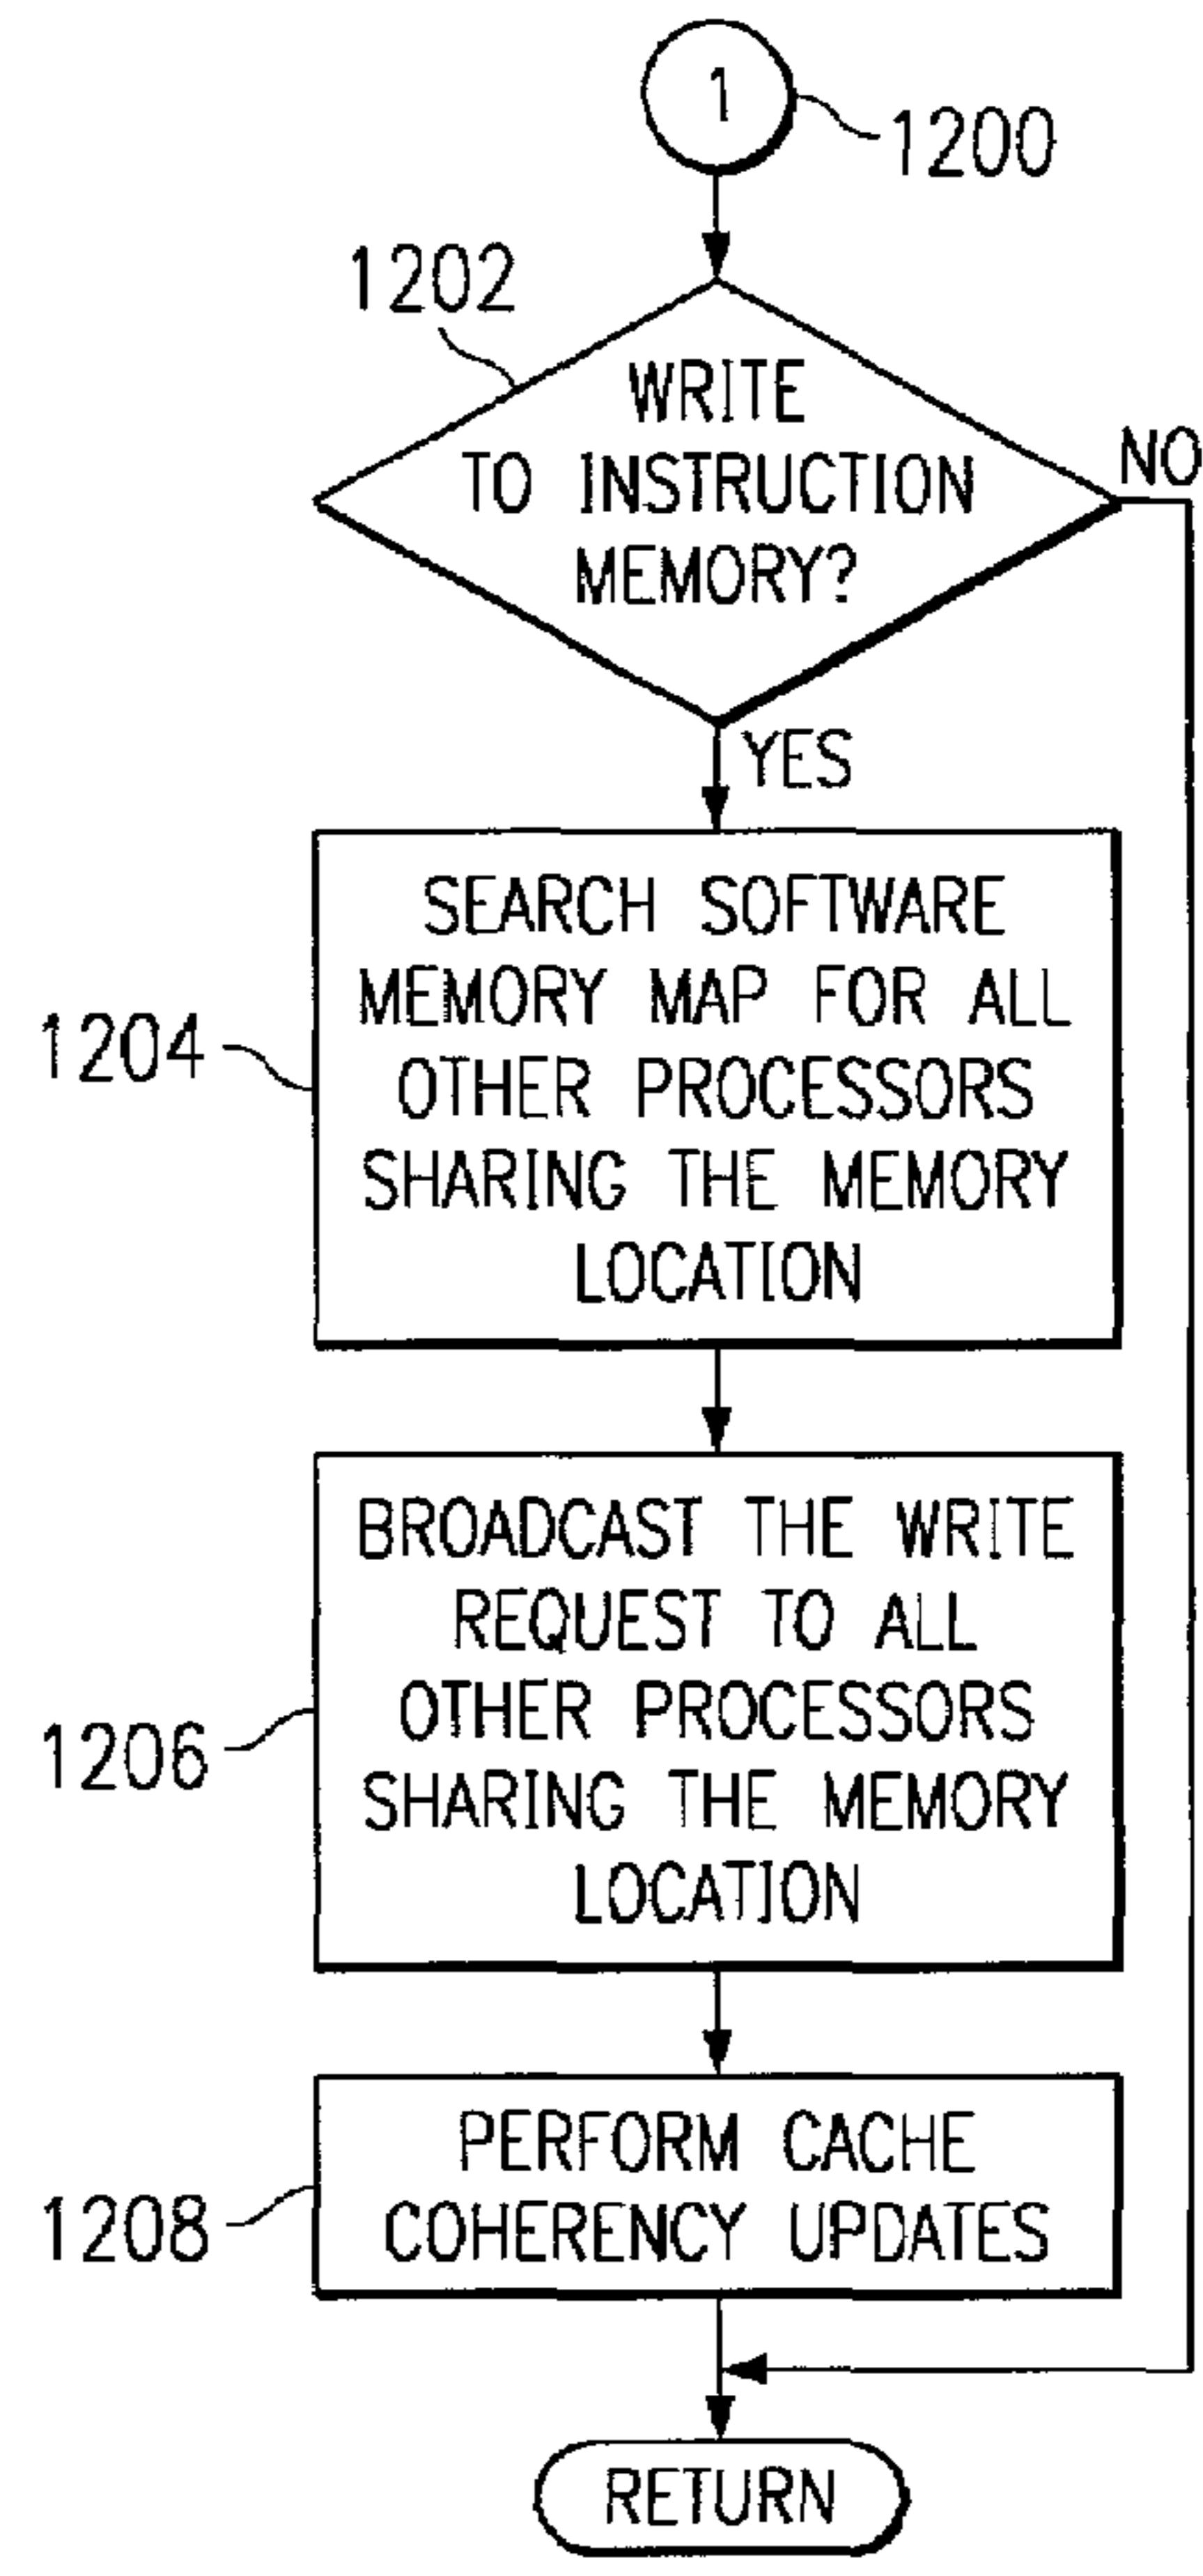 1
1200
1202
WRITE
TO INSTRUCTION
MEMORY?
NO
YES
SEARCH SOFTWARE
MEMORY MAP FOR ALL
OTHER PROCESSORS
SHARING THE MEMORY
LOCATION
1204
BROADCAST THE WRITE
REQUEST TO ALL
OTHER PROCESSORS
SHARING THE MEMORY
LOCATION
1206
PERFORM CACHE
COHERENCY UPDATES
1208
RETURN